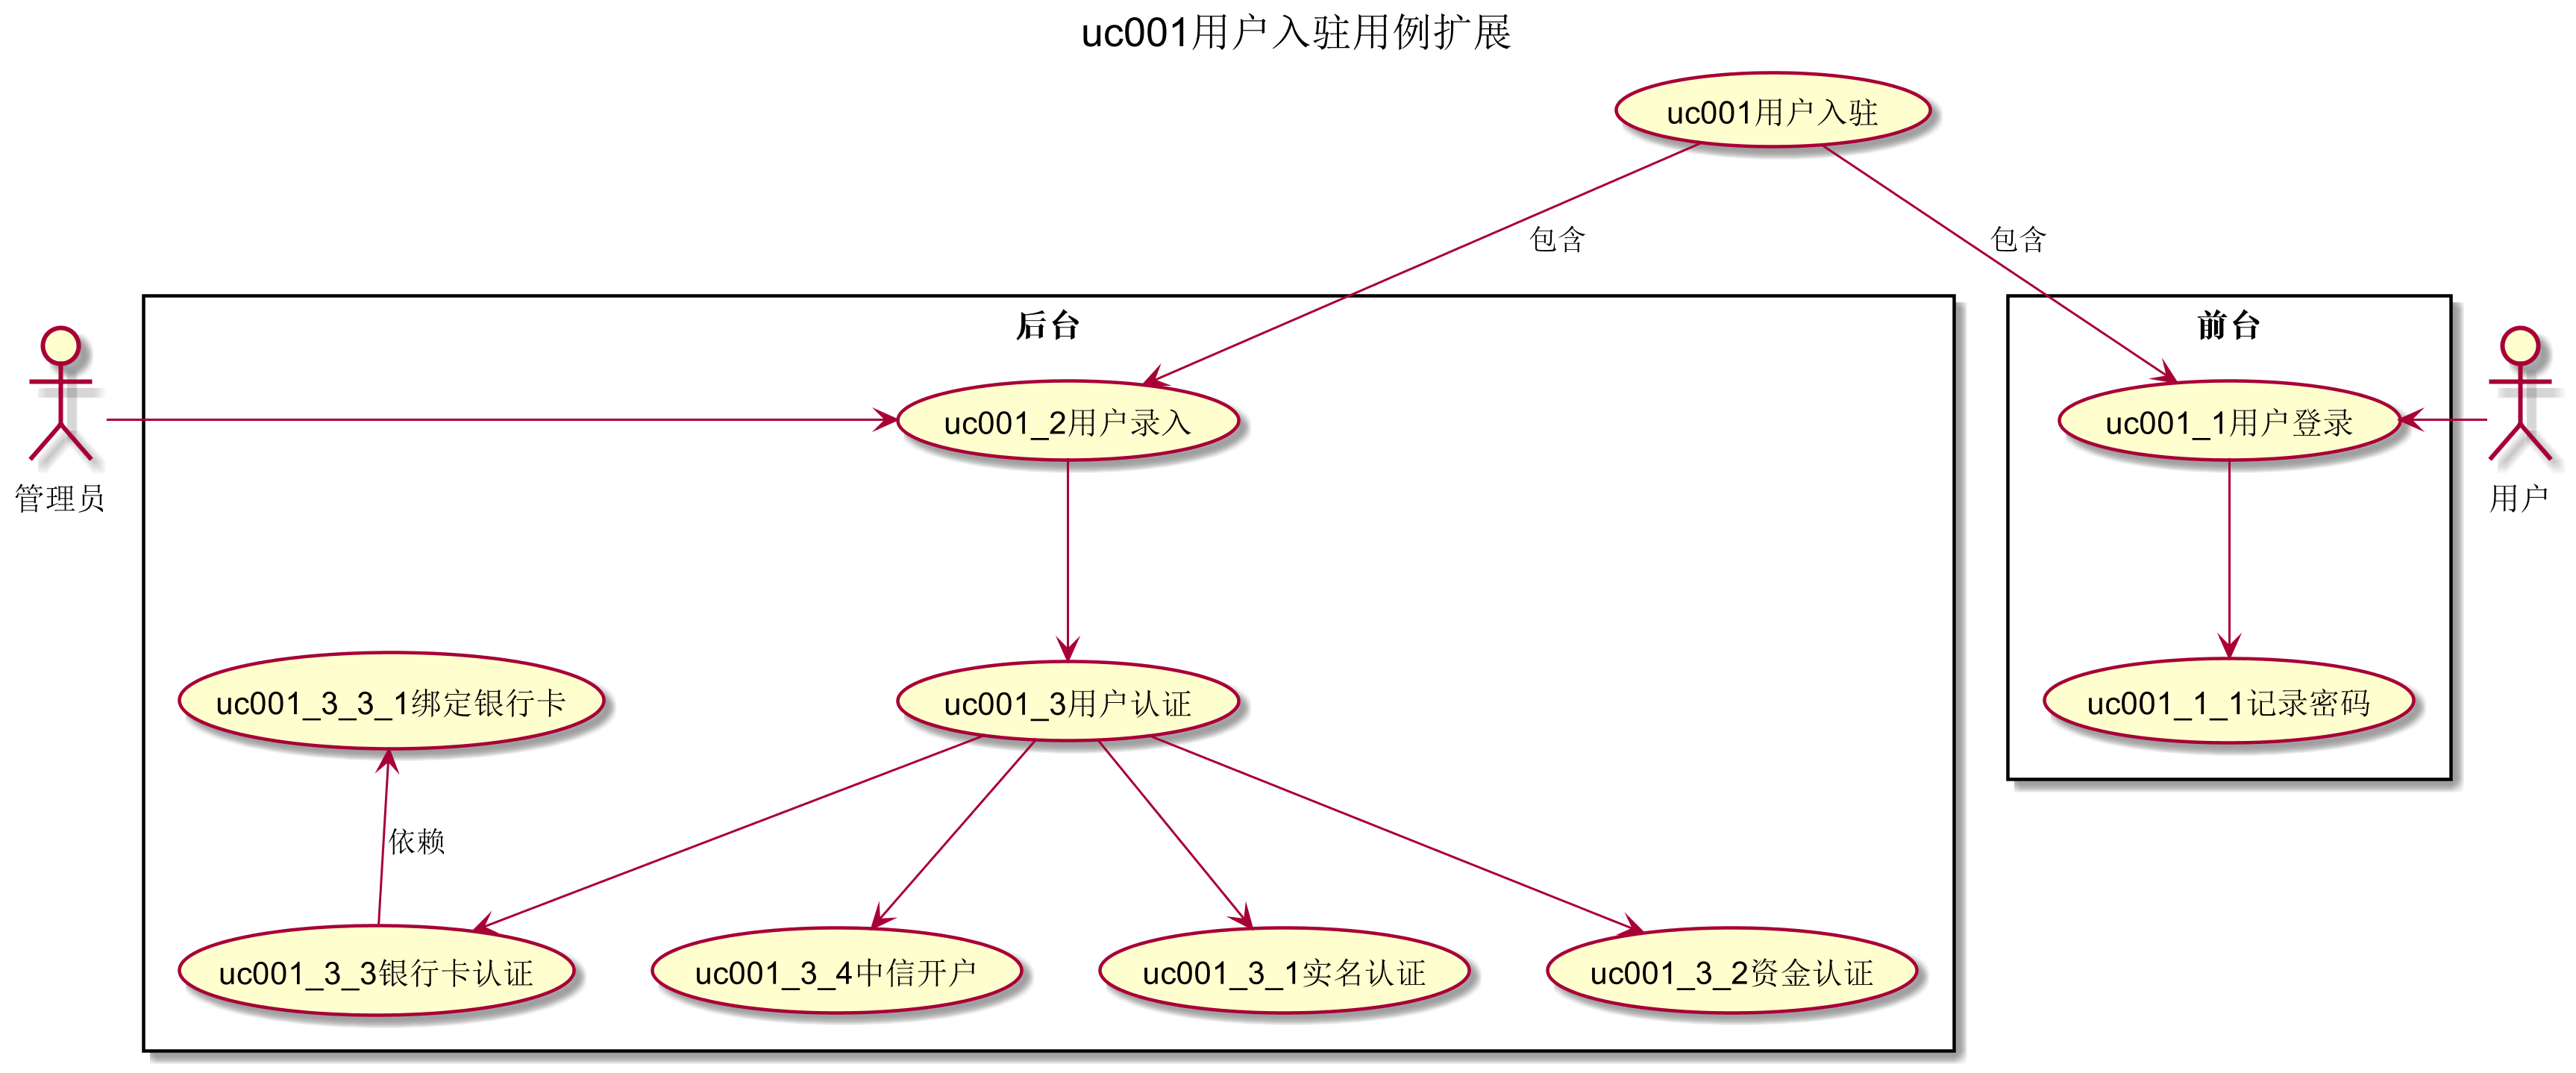 uc001用户入驻用例扩展
uc001用户入驻
包含
包含
后台
前台
uc001_2用户录入
uc001_1用户登录
管理员
用户
uc001_3_3_1绑定银行卡
uc001_3用户认证
uc001_1_1记录密码
依赖
uc001_3_3银行卡认证
uc001_3_4中信开户
uc001_3_1实名认证
uc001_3_2资金认证